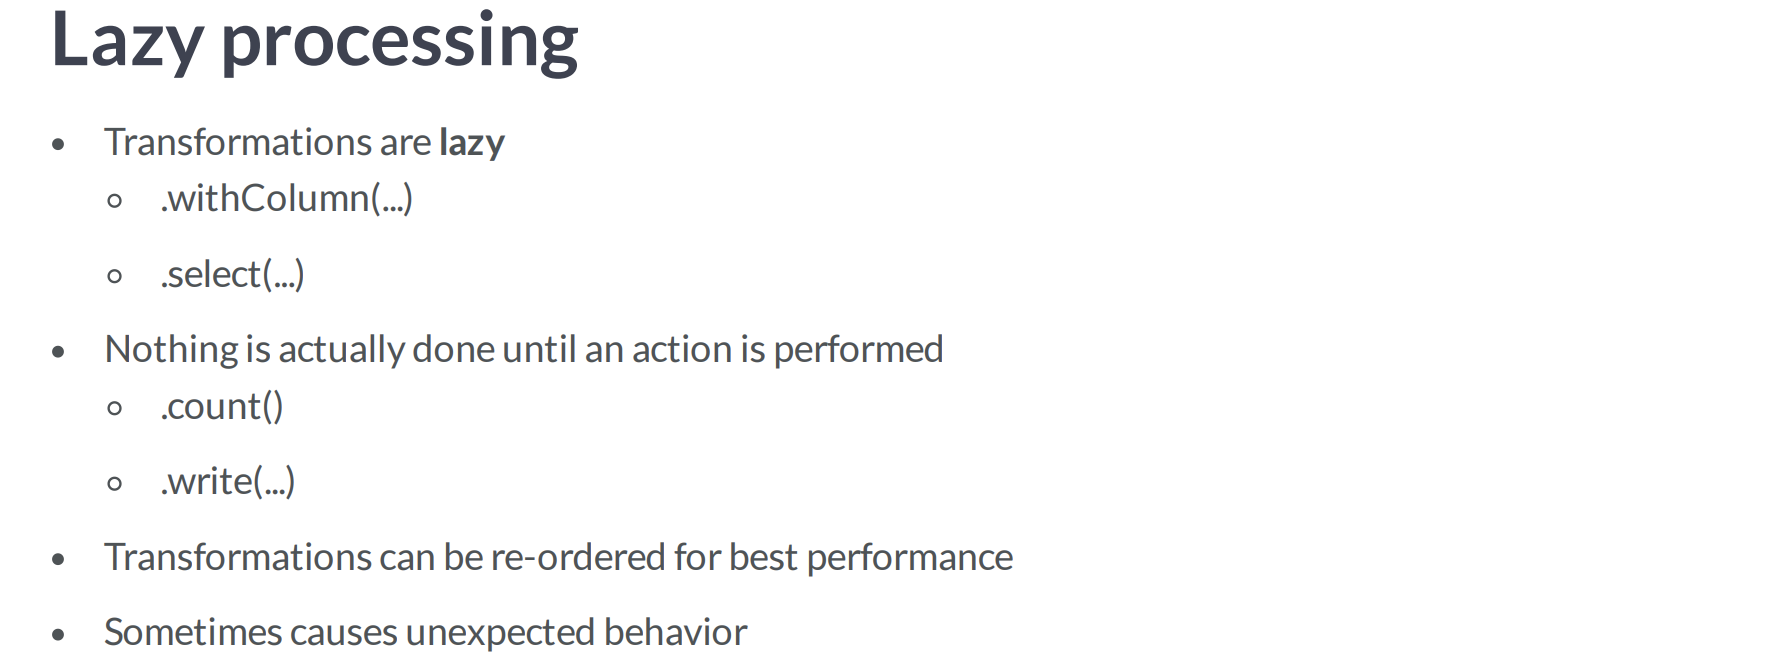 Lazy processing
• Transformations are lazy
◦ .withColumn(...)
◦ .select(...)
• Nothing is actually done until an action is performed
◦ .count()
◦ .write(...)
• Transformations can be re-ordered for best performance
• Sometimes causes unexpected behavior